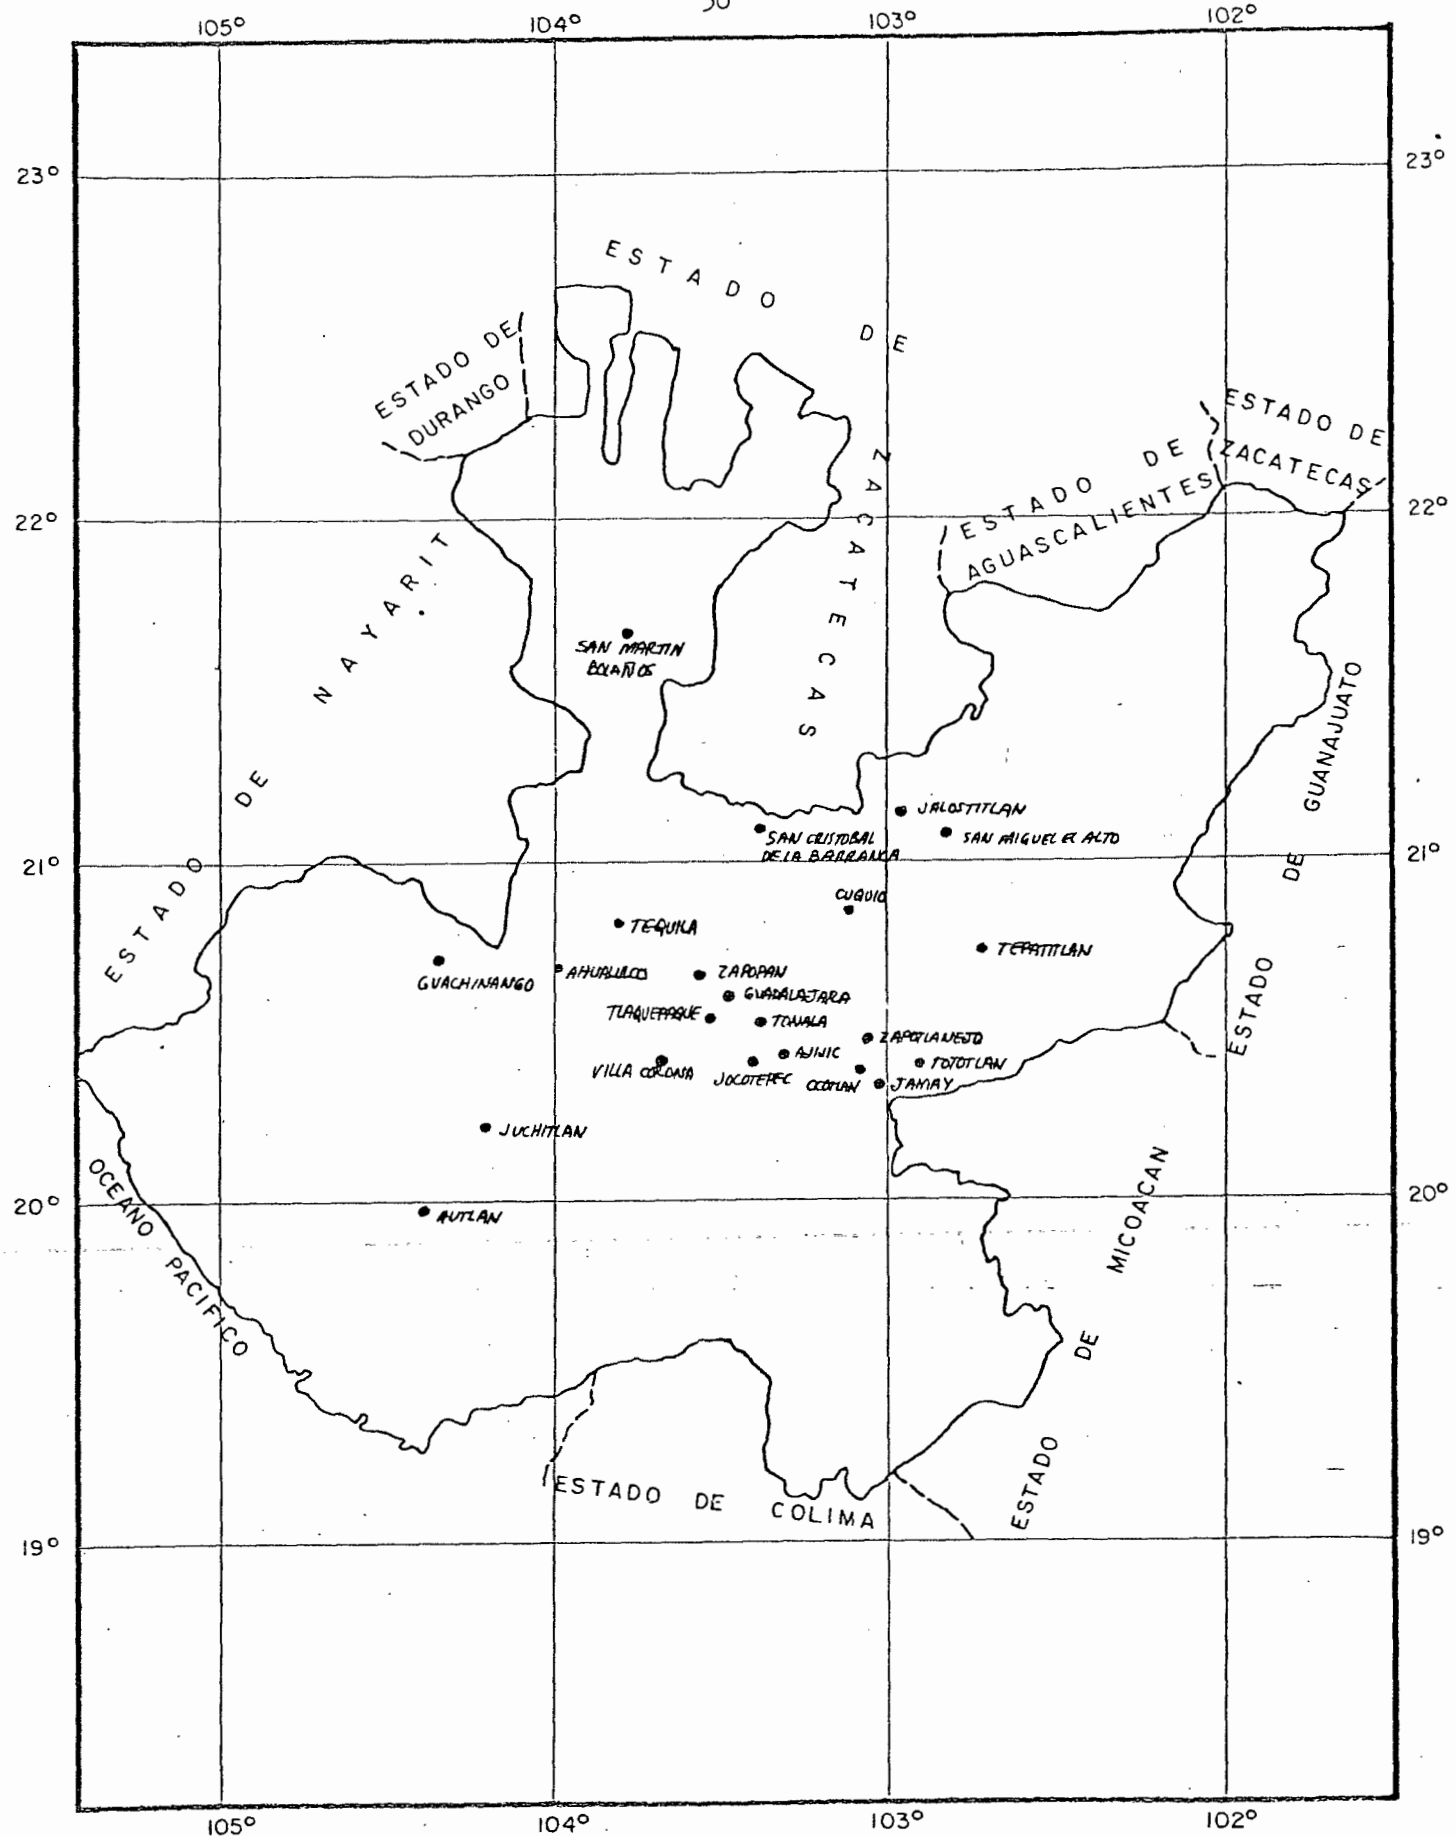 105°
104°
103°
102°
23°
23°
ESTADO DE ZACATECAS
ESTADO DE
DURANGO
ESTADO DE
ZACATECAS
ESTADO DE
AGUASCALIENTES
22°
22°
ESTADO DE NAYARIT
SAN MARTIN
BOLAÑOS
ESTADO DE GUANAJUATO
JALOSTITLAN
SAN MIGUEL EL ALTO
SAN CRISTOBAL
DE LA BARRANCA
21°
21°
CUQUIO
TEQUILA
TEPATITLAN
GUACHINANGO
AHUALULCO
ZAPOPAN
GUADALAJARA
TLAQUEPAQUE
TONALA
ZAPOTLANEJO
AJIJIC
TOTOTLAN
VILLA CORONA
JOCOTEPEC
OCOTLAN
JAMAY
JUCHITLAN
20°
20°
AUTLAN
OCEANO PACIFICO
ESTADO DE MICOACAN
ESTADO DE COLIMA
19°
19°
105°
104°
103°
102°